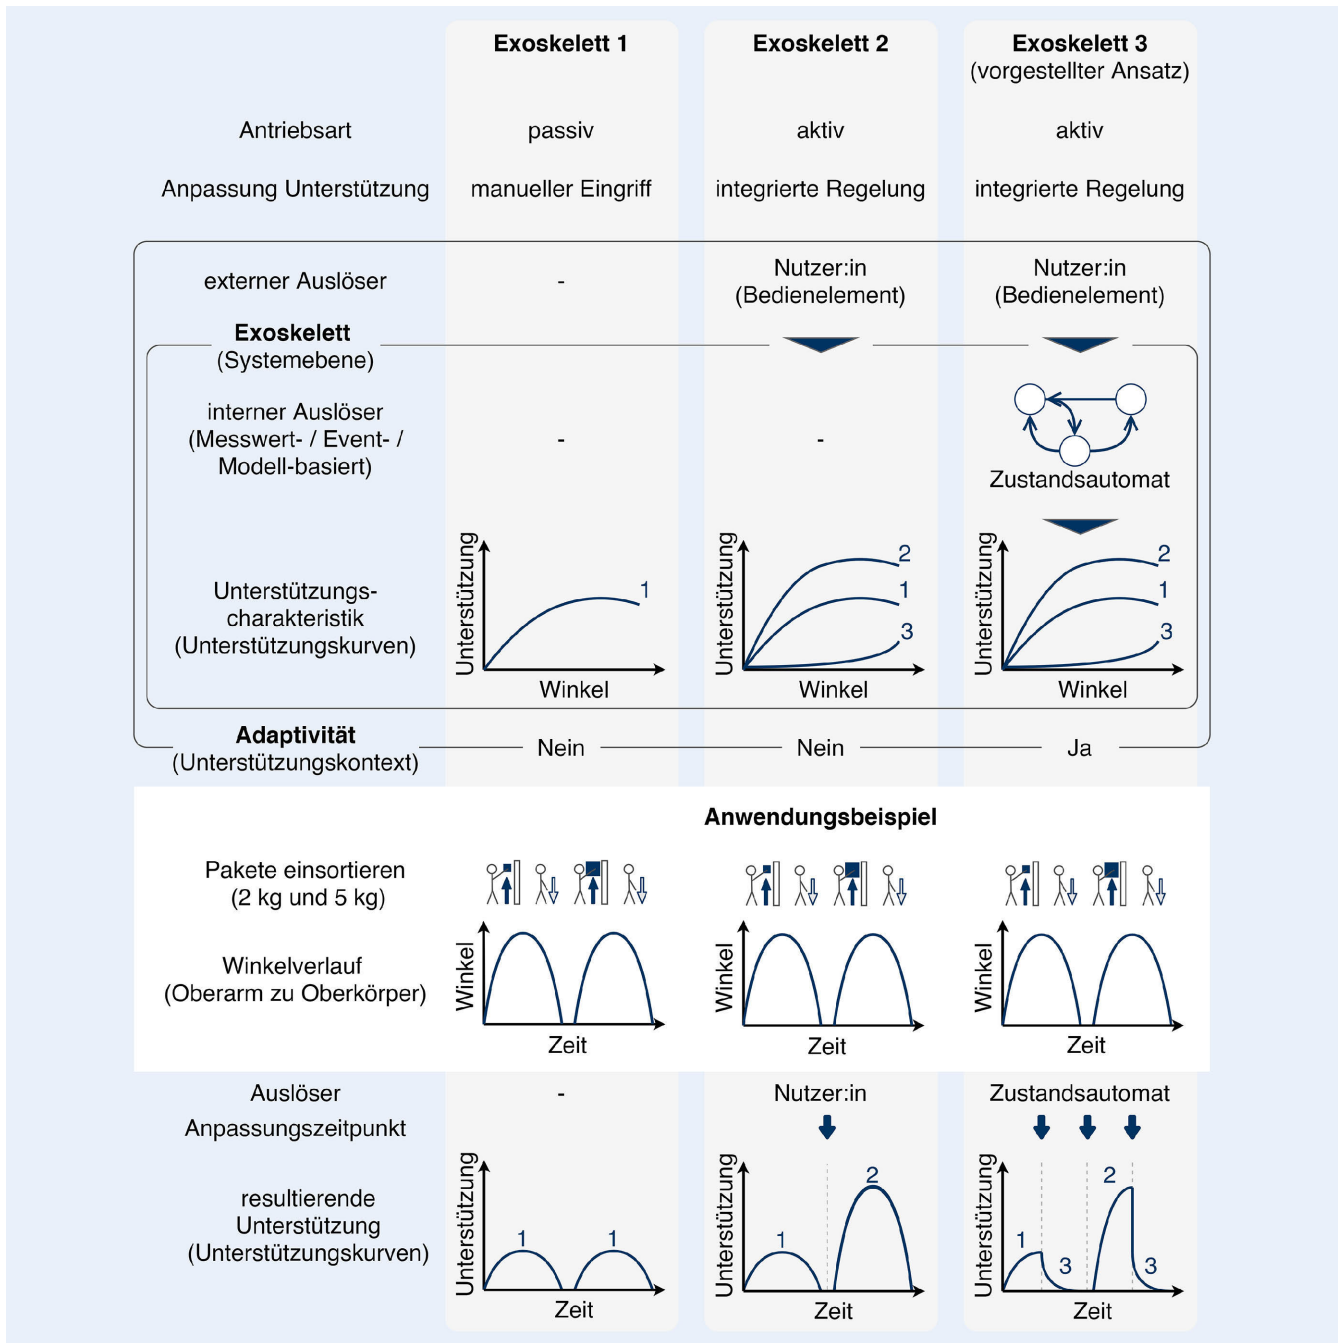 Exoskelett 1
Exoskelett 2
Exoskelett 3
(vorgestellter Ansatz)
Antriebsart
passiv
aktiv
aktiv
Anpassung Unterstützung
manueller Eingriff
integrierte Regelung
integrierte Regelung
externer Auslöser
-
Nutzer:in
(Bedienelement)
Nutzer:in
(Bedienelement)
Exoskelett
(Systemebene)
interner Auslöser
(Messwert- / Event- /
Modell-basiert)
-
-
Zustandsautomat
Unterstützungs-
charakteristik
(Unterstützungskurven)
Unterstützung
1
Winkel
Unterstützung
2
1
3
Winkel
Unterstützung
2
1
3
Winkel
Adaptivität
(Unterstützungskontext)
Nein
Nein
Ja
Anwendungsbeispiel
Pakete einsortieren
(2 kg und 5 kg)
Winkelverlauf
(Oberarm zu Oberkörper)
Winkel
Zeit
Winkel
Zeit
Winkel
Zeit
Auslöser
-
Nutzer:in
Zustandsautomat
Anpassungszeitpunkt
resultierende
Unterstützung
(Unterstützungskurven)
Unterstützung
1
1
Zeit
Unterstützung
1
2
Zeit
Unterstützung
1
3
2
3
Zeit